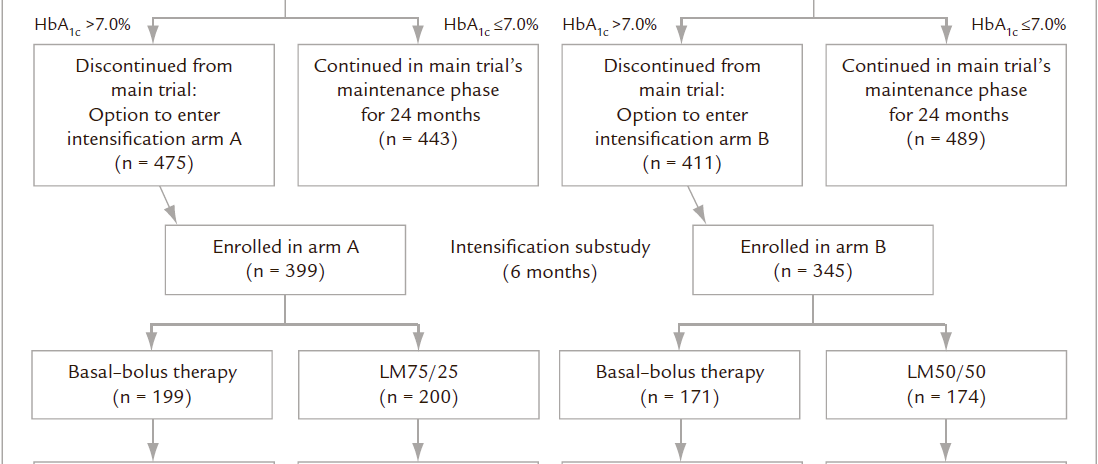 HbA1c >7.0%
HbA1c ≤7.0%
HbA1c >7.0%
HbA1c ≤7.0%
Discontinued from
main trial:
Option to enter
intensification arm A
(n = 475)
Continued in main trial's
maintenance phase
for 24 months
(n = 443)
Discontinued from
main trial:
Option to enter
intensification arm B
(n = 411)
Continued in main trial's
maintenance phase
for 24 months
(n = 489)
Enrolled in arm A
(n = 399)
Intensification substudy
(6 months)
Enrolled in arm B
(n = 345)
Basal–bolus therapy
(n = 199)
LM75/25
(n = 200)
Basal–bolus therapy
(n = 171)
LM50/50
(n = 174)